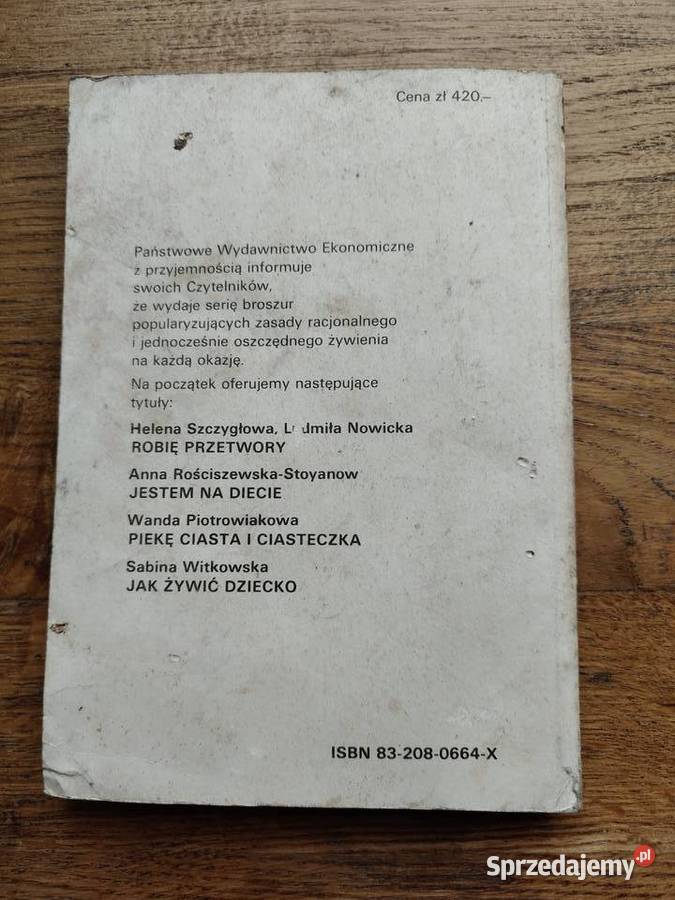 Cena zł 420,—
Państwowe Wydawnictwo Ekonomiczne
z przyjemnością informuje
swoich Czytelników,
że wydaje serię broszur
popularyzujących zasady racjonalnego
i jednocześnie oszczędnego żywienia
na każdą okazję.
Na początek oferujemy następujące
tytuły:
Helena Szczygłowa, Ludmiła Nowicka
ROBIĘ PRZETWORY
Anna Rościszewska-Stoyanow
JESTEM NA DIECIE
Wanda Piotrowiakowa
PIEKĘ CIASTA I CIASTECZKA
Sabina Witkowska
JAK ŻYWIĆ DZIECKO
ISBN 83-208-0664-X
Sprzedajemy.pl